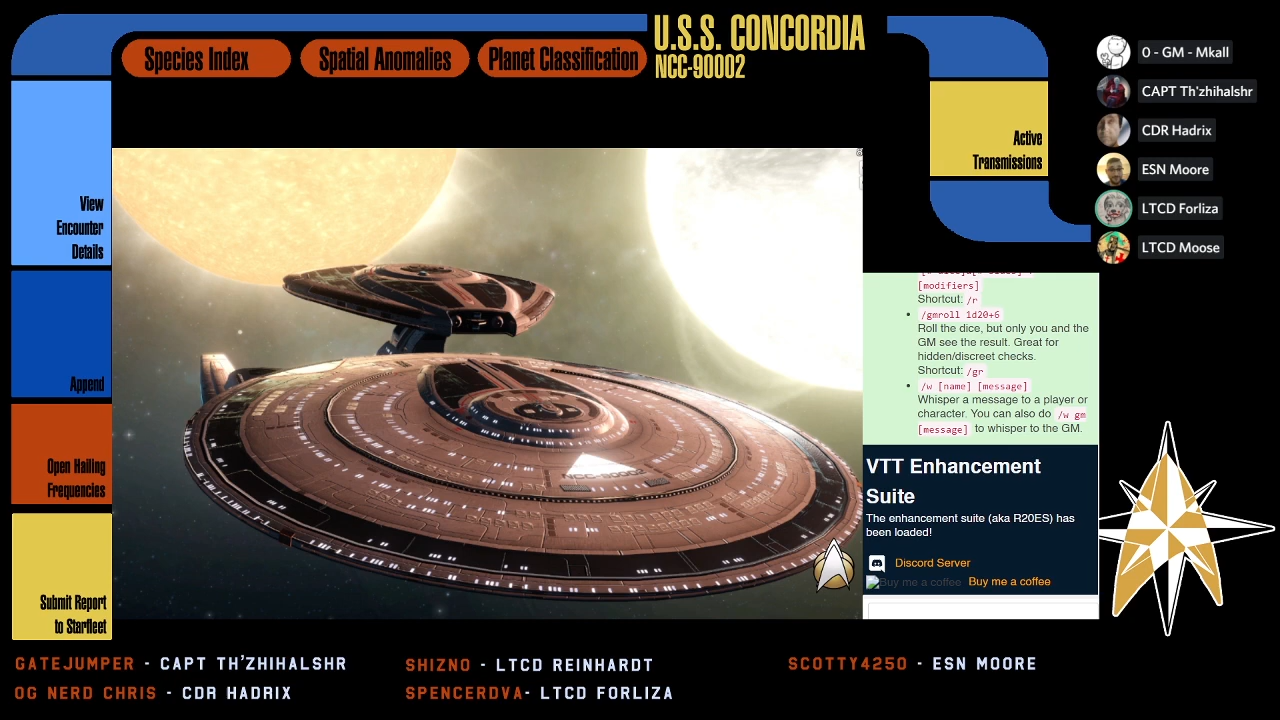 Species Index
Spatial Anomalies
Planet Classification
U.S.S. CONCORDIA
NCC-90002
View
Encounter
Details
Append
Open Hailing
Frequencies
Submit Report
to Starfleet
Active
Transmissions
0 - GM - Mkall
CAPT Th'zhihalshr
CDR Hadrix
ESN Moore
LTCD Forliza
LTCD Moose
[modifiers]
Shortcut: /r
• /gmroll 1d20+6
Roll the dice, but only you and the
GM see the result. Great for
hidden/discreet checks.
Shortcut: /gr
• /w [name] [message]
Whisper a message to a player or
character. You can also do /w gm
[message] to whisper to the GM.
VTT Enhancement
Suite
The enhancement suite (aka R20ES) has
been loaded!
Discord Server
Buy me a coffee Buy me a coffee
NCC-90002
GATEJUMPER - CAPT TH'ZHIHALSHR
OG NERD CHRIS - CDR HADRIX
SHIZNO - LTCD REINHARDT
SPENCERDVA- LTCD FORLIZA
SCOTTY4250 - ESN MOORE